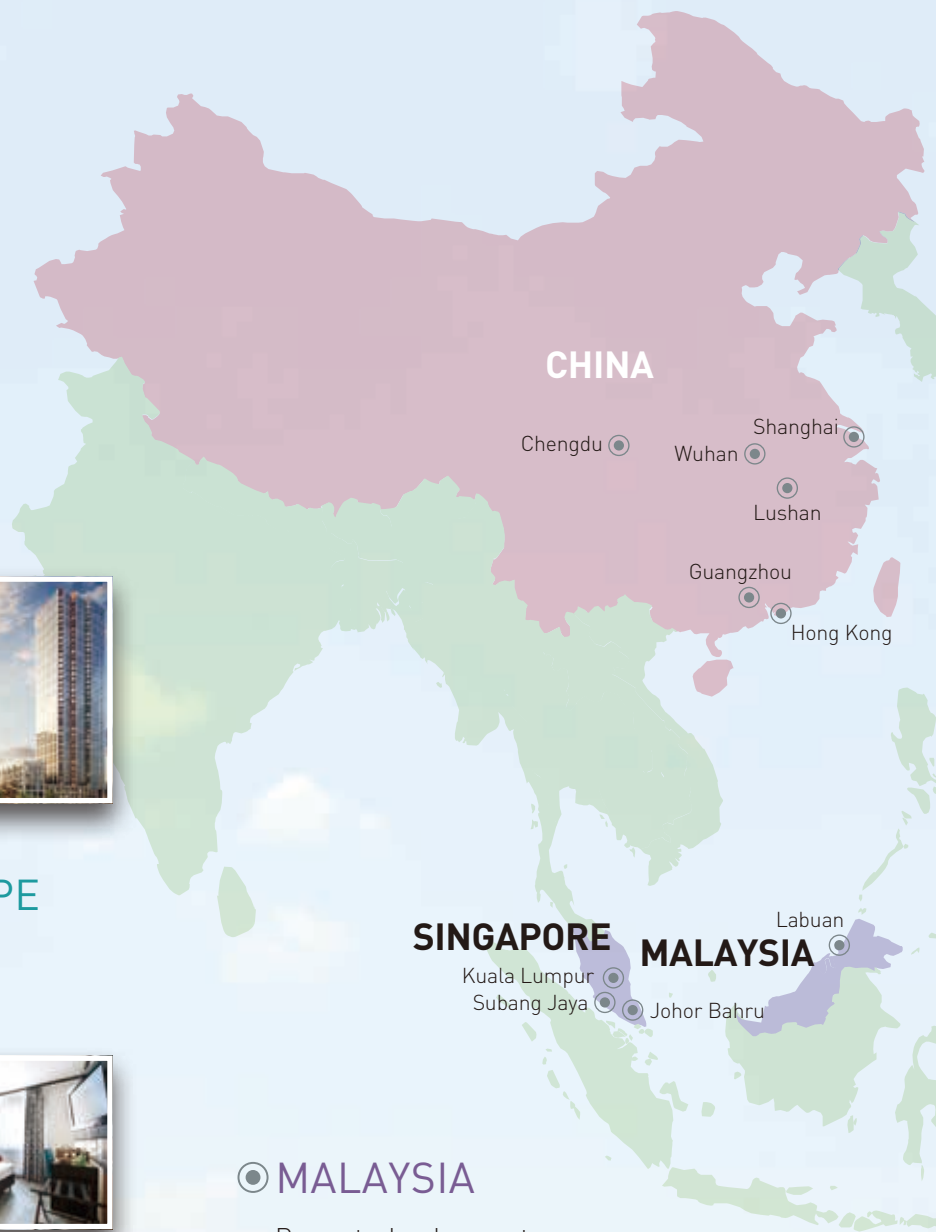 CHINA
Shanghai
Chengdu
Wuhan
Lushan
Guangzhou
Hong Kong
PE
Labuan
SINGAPORE
MALAYSIA
Kuala Lumpur
Subang Jaya
Johor Bahru
MALAYSIA